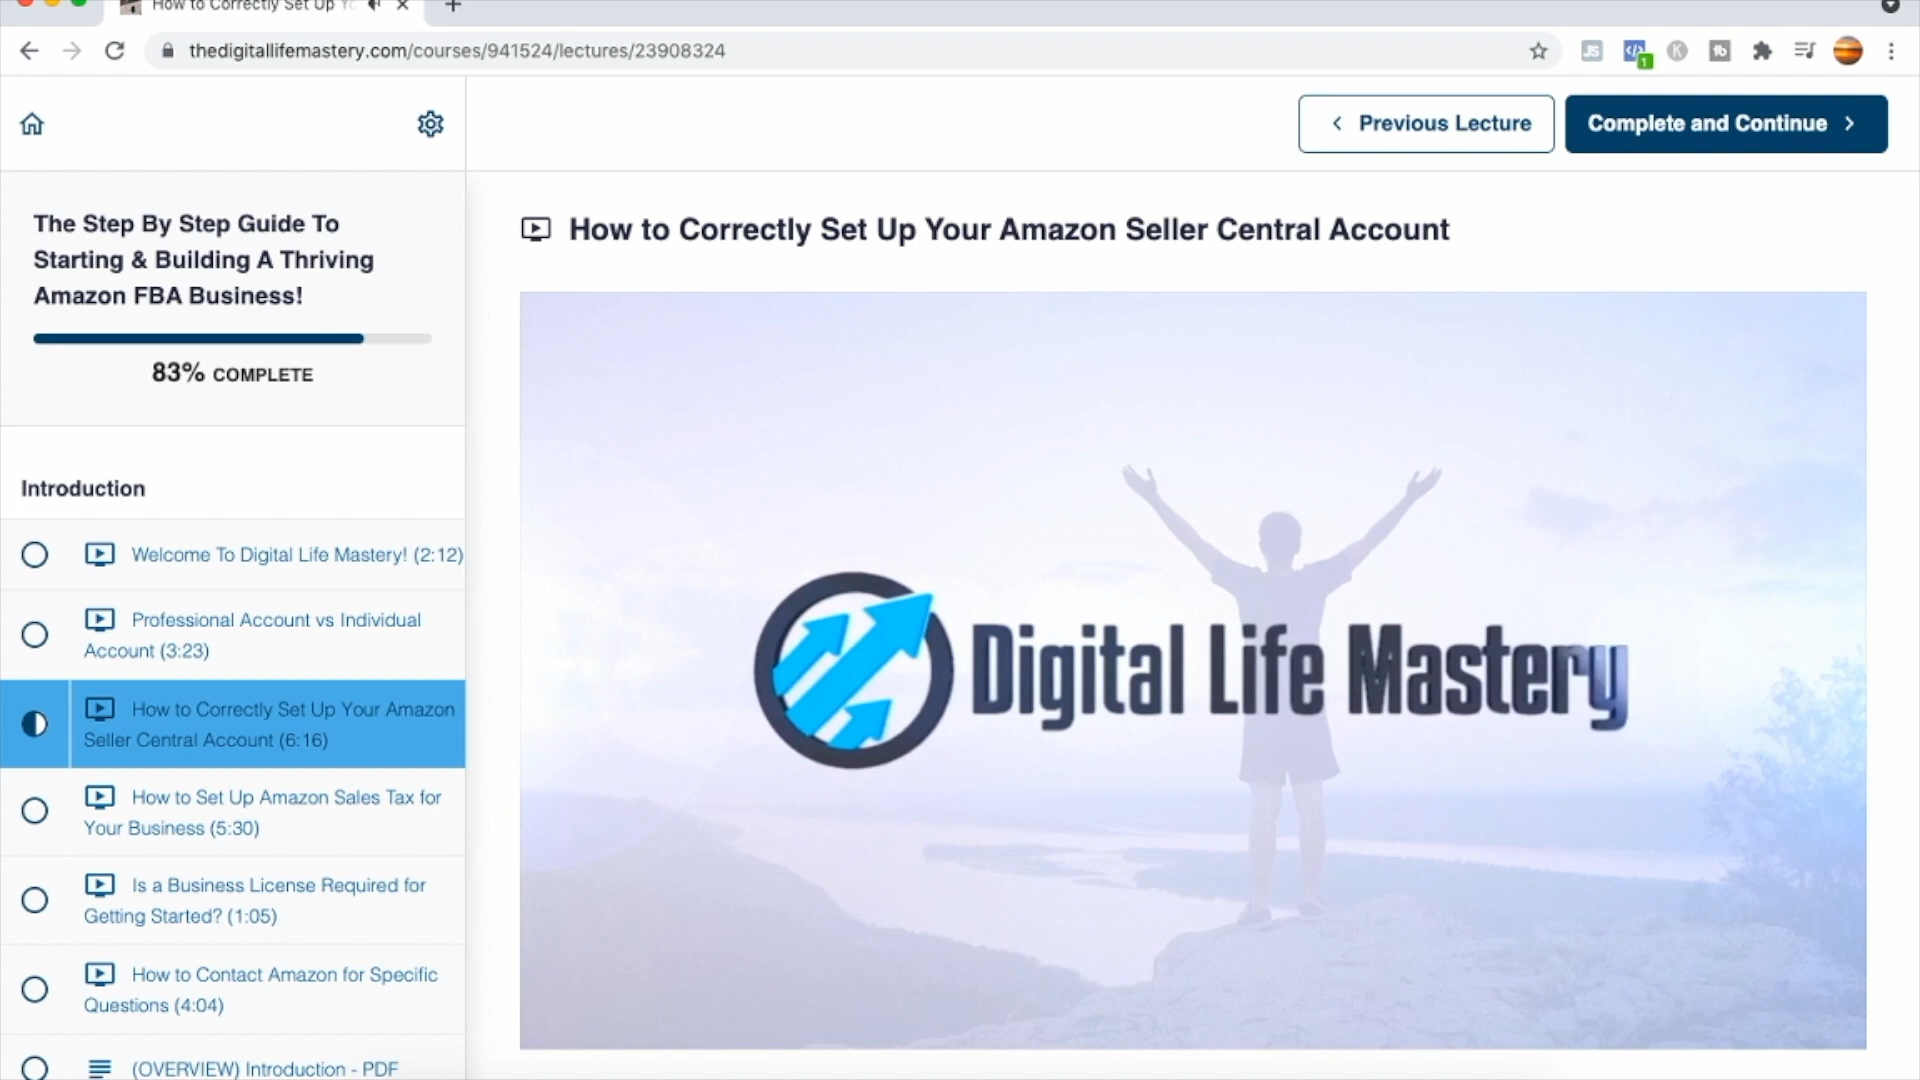 How to Correctly Set Up Yo
thedigitallifemastery.com/courses/941524/lectures/23908324
JS
</>
1
K
Previous Lecture
Complete and Continue
The Step By Step Guide To
Starting & Building A Thriving
Amazon FBA Business!
83% COMPLETE
Introduction
Welcome To Digital Life Mastery! (2:12)
Professional Account vs Individual
Account (3:23)
How to Correctly Set Up Your Amazon
Seller Central Account (6:16)
How to Set Up Amazon Sales Tax for
Your Business (5:30)
Is a Business License Required for
Getting Started? (1:05)
How to Contact Amazon for Specific
Questions (4:04)
(OVERVIEW) Introduction - PDF
How to Correctly Set Up Your Amazon Seller Central Account
Digital Life Mastery